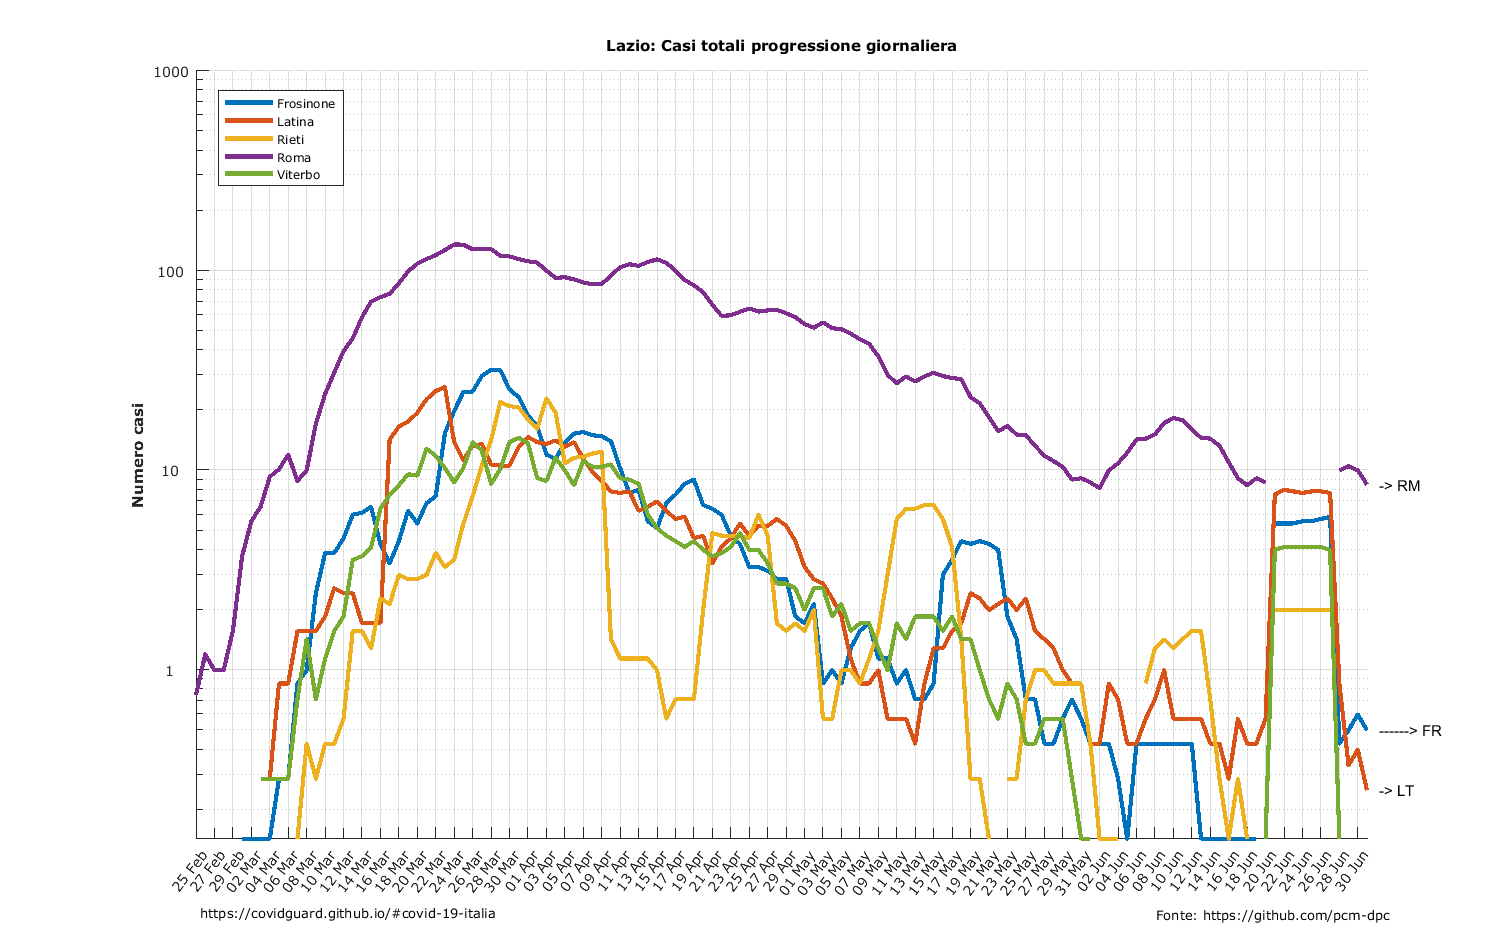 Lazio: Casi totali progressione giornaliera
1000
100
10
1
Numero casi
Frosinone
Latina
Rieti
Roma
Viterbo
-> RM
------> FR
-> LT
25 Feb
27 Feb
29 Feb
02 Mar
04 Mar
06 Mar
08 Mar
10 Mar
12 Mar
14 Mar
16 Mar
18 Mar
20 Mar
22 Mar
24 Mar
26 Mar
28 Mar
30 Mar
01 Apr
03 Apr
05 Apr
07 Apr
09 Apr
11 Apr
13 Apr
15 Apr
17 Apr
19 Apr
21 Apr
23 Apr
25 Apr
27 Apr
29 Apr
01 May
03 May
05 May
07 May
09 May
11 May
13 May
15 May
17 May
19 May
21 May
23 May
25 May
27 May
29 May
31 May
02 Jun
04 Jun
06 Jun
08 Jun
10 Jun
12 Jun
14 Jun
16 Jun
18 Jun
20 Jun
22 Jun
24 Jun
26 Jun
28 Jun
30 Jun
https://covidguard.github.io/#covid-19-italia
Fonte: https://github.com/pcm-dpc